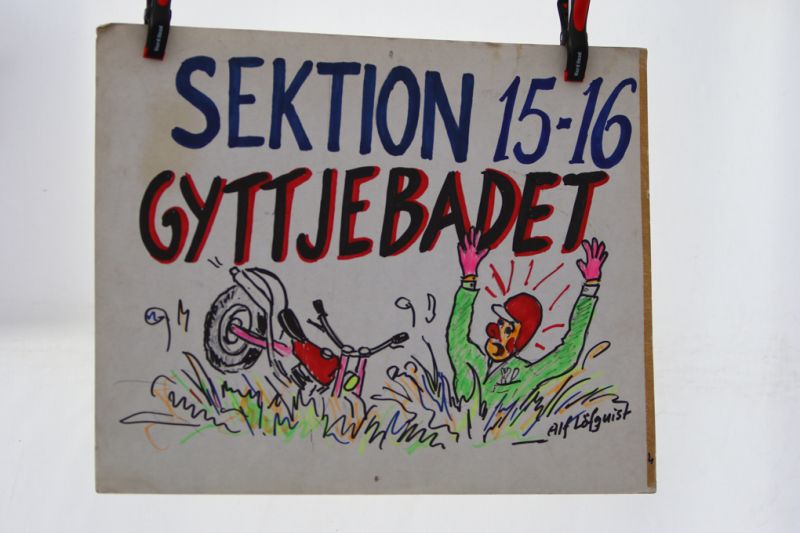 SEKTION 15-16
GYTTJEBADET
Alf Löfquist